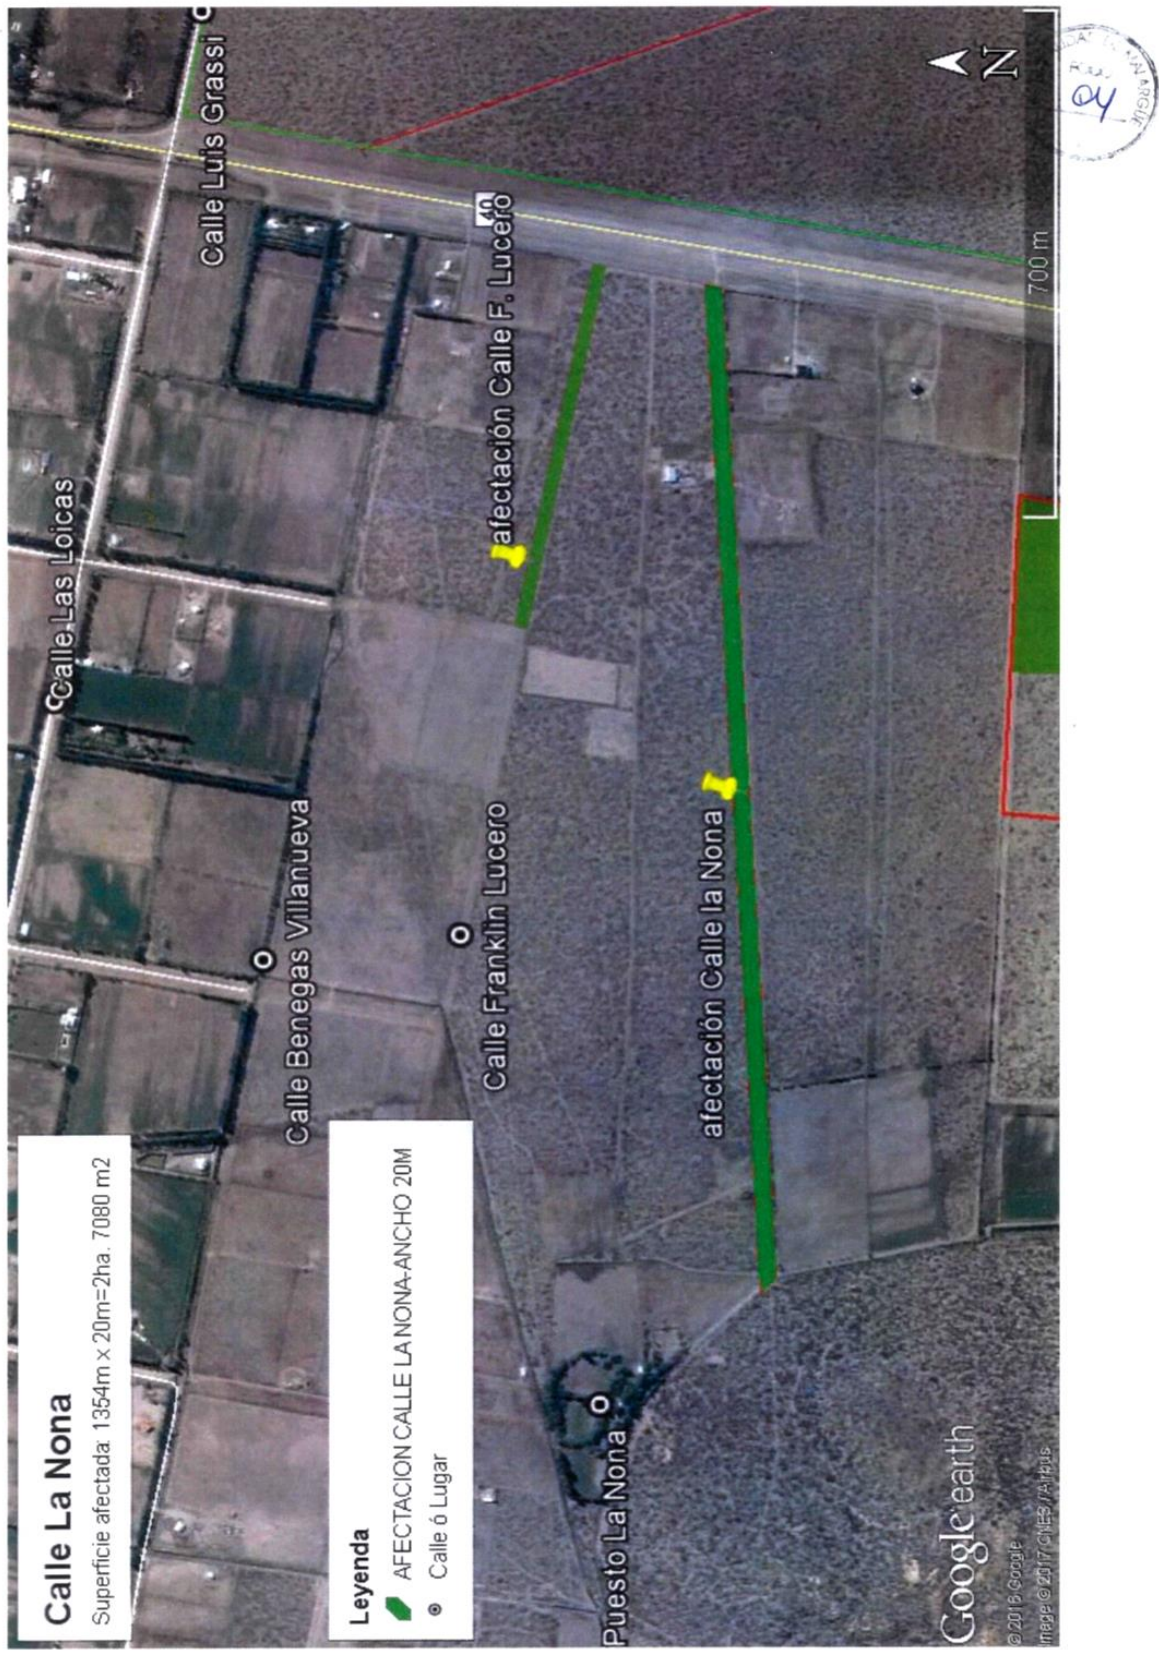 Calle La Nona
Superficie afectada: 1354m x 20m=2ha. 7080 m2
Leyenda
AFECTACION CALLE LA NONA-ANCHO 20M
Calle ó Lugar
Calle Las Loicas
Calle Luis Grassi
Calle Benegas Villanueva
Calle Franklin Lucero
afectación Calle F. Lucero
40
afectación Calle la Nona
Puesto La Nona
Google earth
© 2016 Google
Image © 2017 CNES / Airbus
700 m
N
MALARGÜE
FOLIO
04